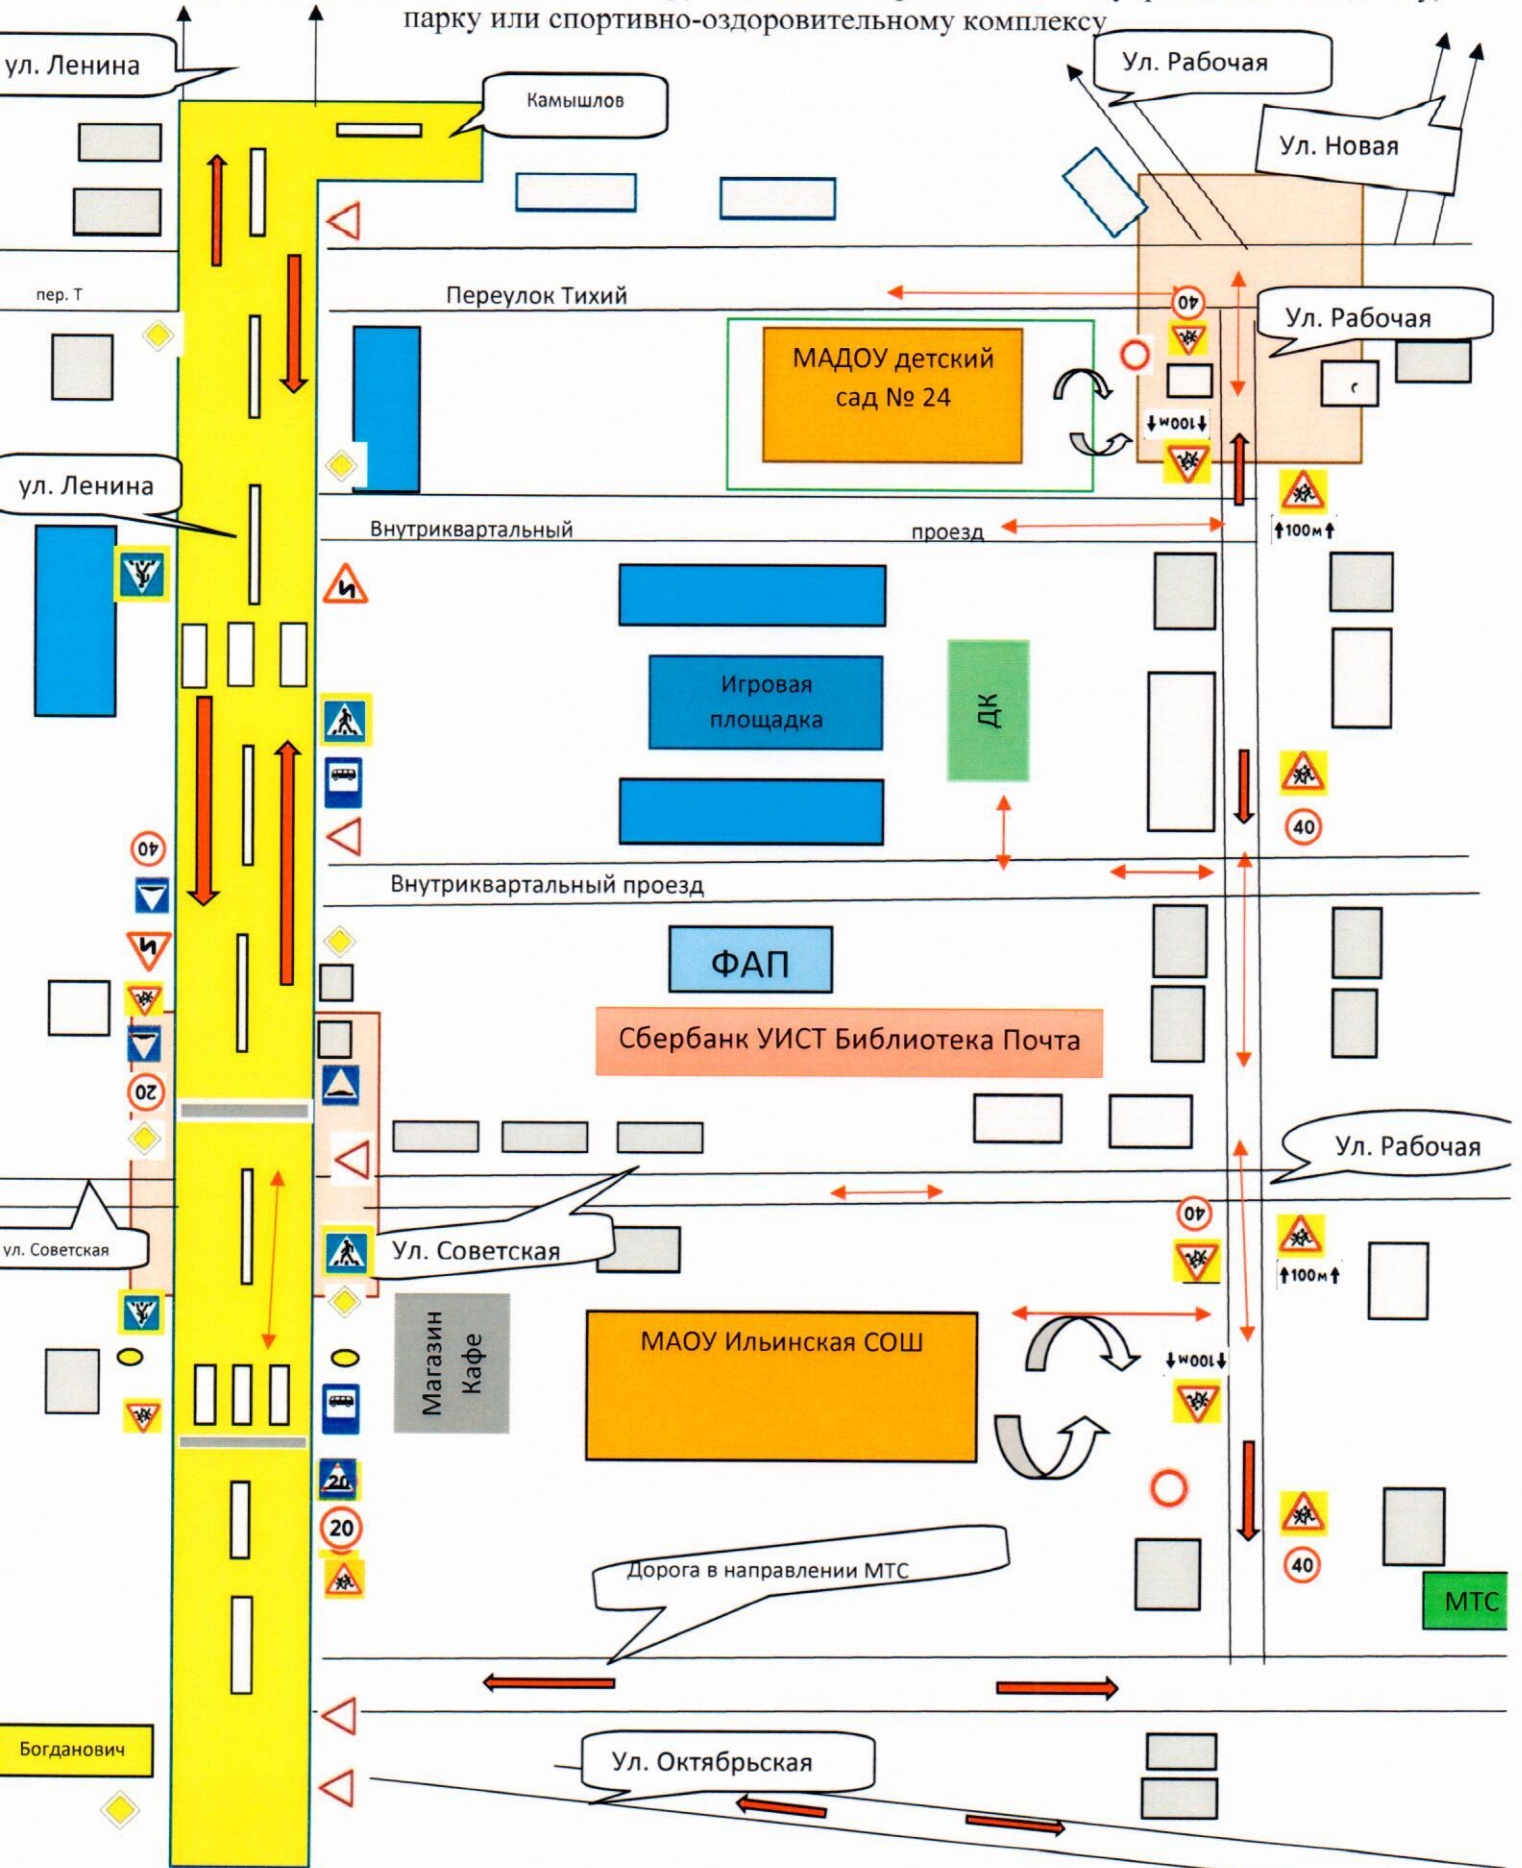 парку или спортивно-оздоровительному комплексу
ул. Ленина
Камышлов
Ул. Рабочая
Ул. Новая
пер. Т
Переулок Тихий
40
Ул. Рабочая
МАДОУ детский
сад № 24
100м
ул. Ленина
Внутриквартальный
проезд
100м
Игровая
площадка
ДК
40
40
Внутриквартальный проезд
ФАП
Сбербанк УИСТ Библиотека Почта
20
Ул. Рабочая
40
ул. Советская
Ул. Советская
100м
МАОУ Ильинская СОШ
Магазин
Кафе
100м
20
20
40
Дорога в направлении МТС
МТС
Богданович
Ул. Октябрьская